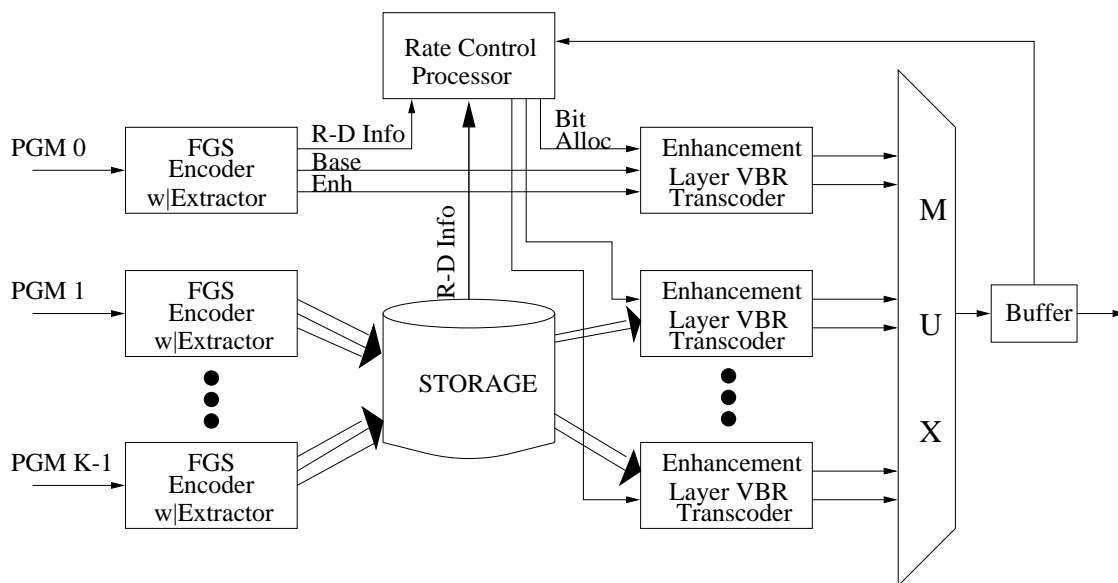 Rate Control
Processor
R-D Info
Bit
Alloc
PGM 0
FGS
Encoder
w|Extractor
Base
Enh
Enhancement
Layer VBR
Transcoder
R-D Info
PGM 1
FGS
Encoder
w|Extractor
Enhancement
Layer VBR
Transcoder
STORAGE
M
U
X
Buffer
PGM K-1
FGS
Encoder
w|Extractor
Enhancement
Layer VBR
Transcoder